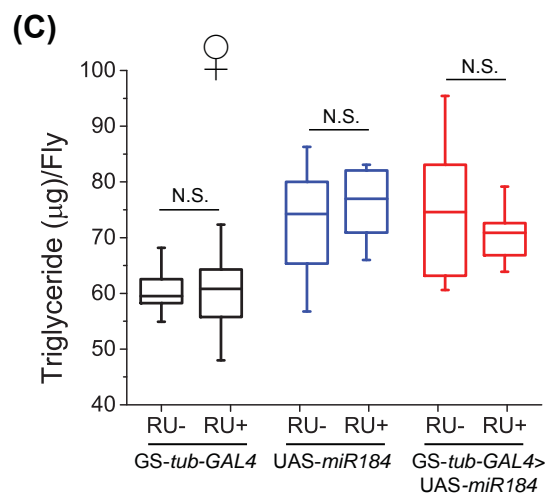 (C)
♀
Triglyceride (μg)/Fly
100
90
80
70
60
50
40
N.S.
N.S.
N.S.
RU- RU+ RU- RU+ RU- RU+
GS-tub-GAL4 UAS-miR184 GS-tub-GAL4>
UAS-miR184